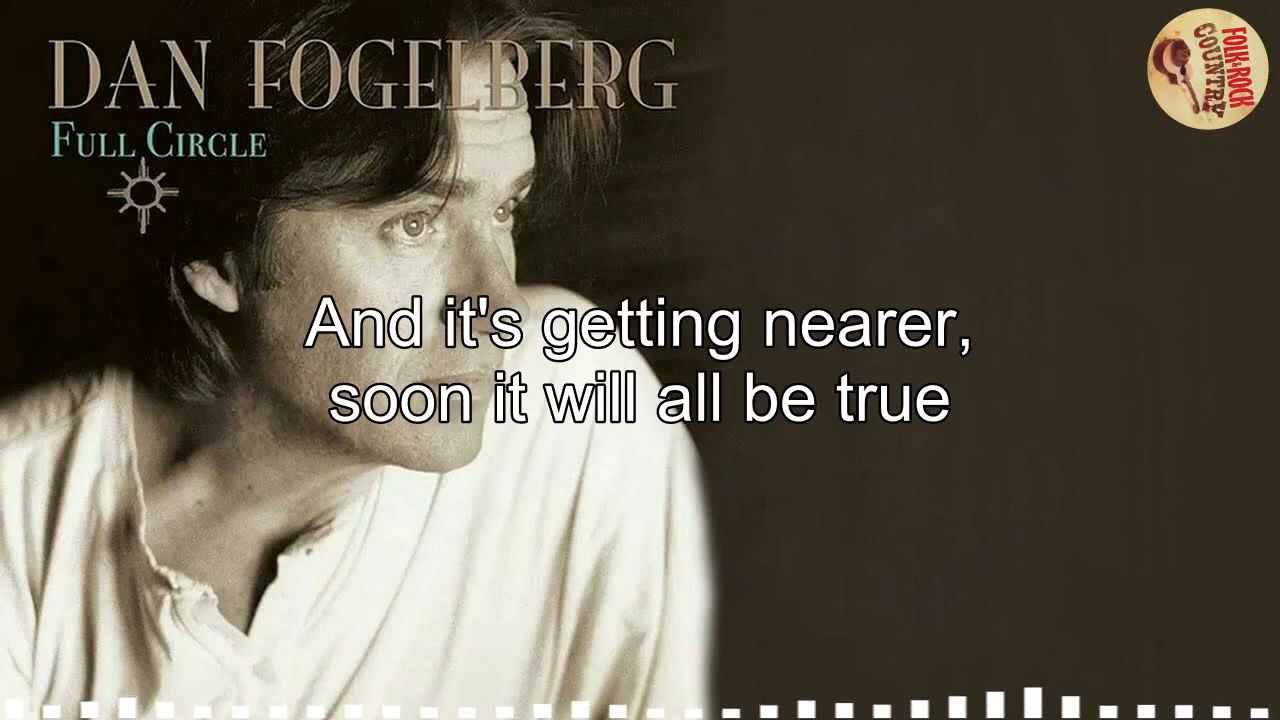 DAN FOGELBERG
FULL CIRCLE
FOLK & ROCK
COUNTRY
And it's getting nearer,
soon it will all be true